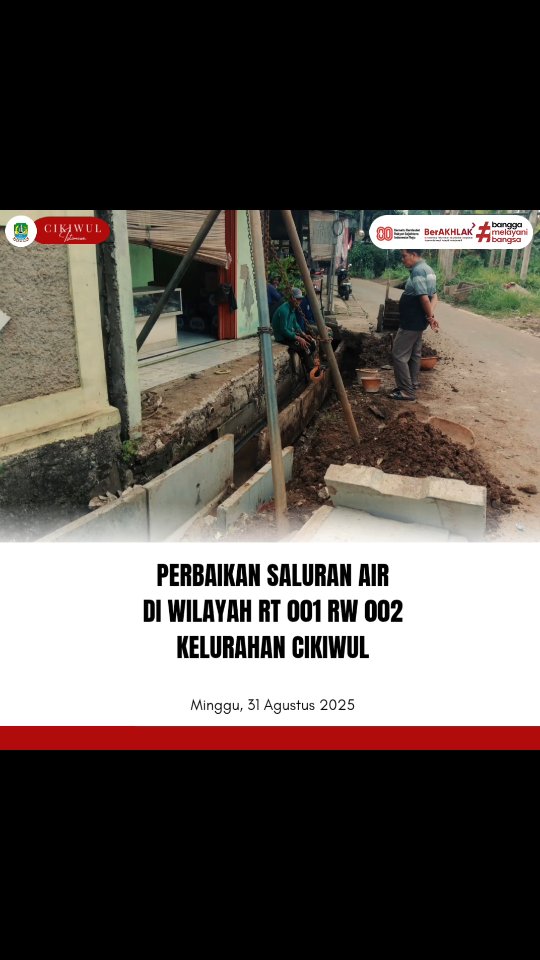 CIKIWUL
BerAKHLAK
#bangga
melayani
bangsa
PERBAIKAN SALURAN AIR
DI WILAYAH RT 001 RW 002
KELURAHAN CIKIWUL
Minggu, 31 Agustus 2025